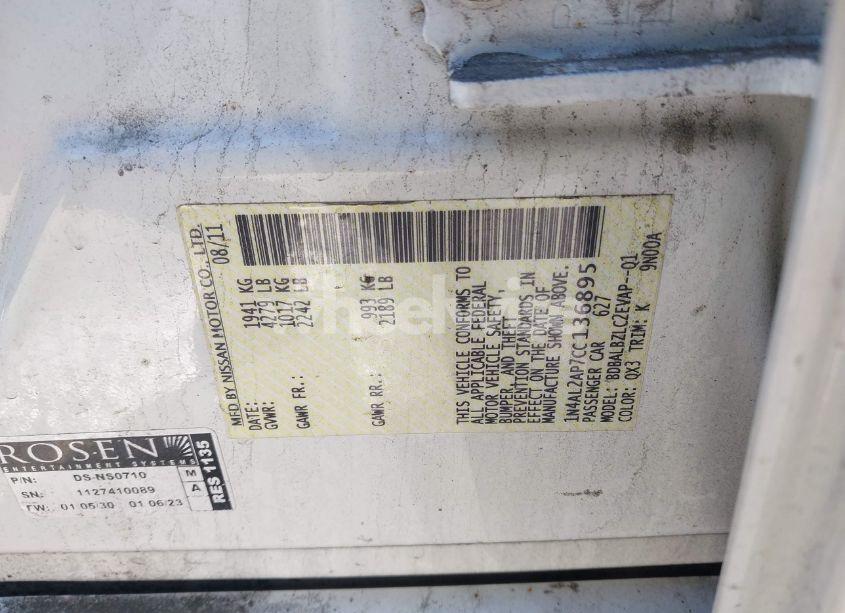 MFD BY NISSAN MOTOR CO., LTD.
DATE: 08/11
GVWR: 1941 KG
4279 LB
GAWR FR.: 1017 KG
2242 LB
GAWR RR.: 993 KG
2189 LB
THIS VEHICLE CONFORMS TO
ALL APPLICABLE FEDERAL
MOTOR VEHICLE SAFETY,
BUMPER, AND THEFT
PREVENTION STANDARDS IN
EFFECT ON THE DATE OF
MANUFACTURE SHOWN ABOVE.
1N4AL2AP7CC136895
PASSENGER CAR 627
MODEL: BDBALBZLC2EVAP--Q1
COLOR: QX3 TRIM: K 9N00A
ROSEN
ENTERTAINMENT SYSTEMS
P/N: DS-NS0710
SN: 1127410089
FW: 01 05/30 01 06/23
M
A
RES 1135